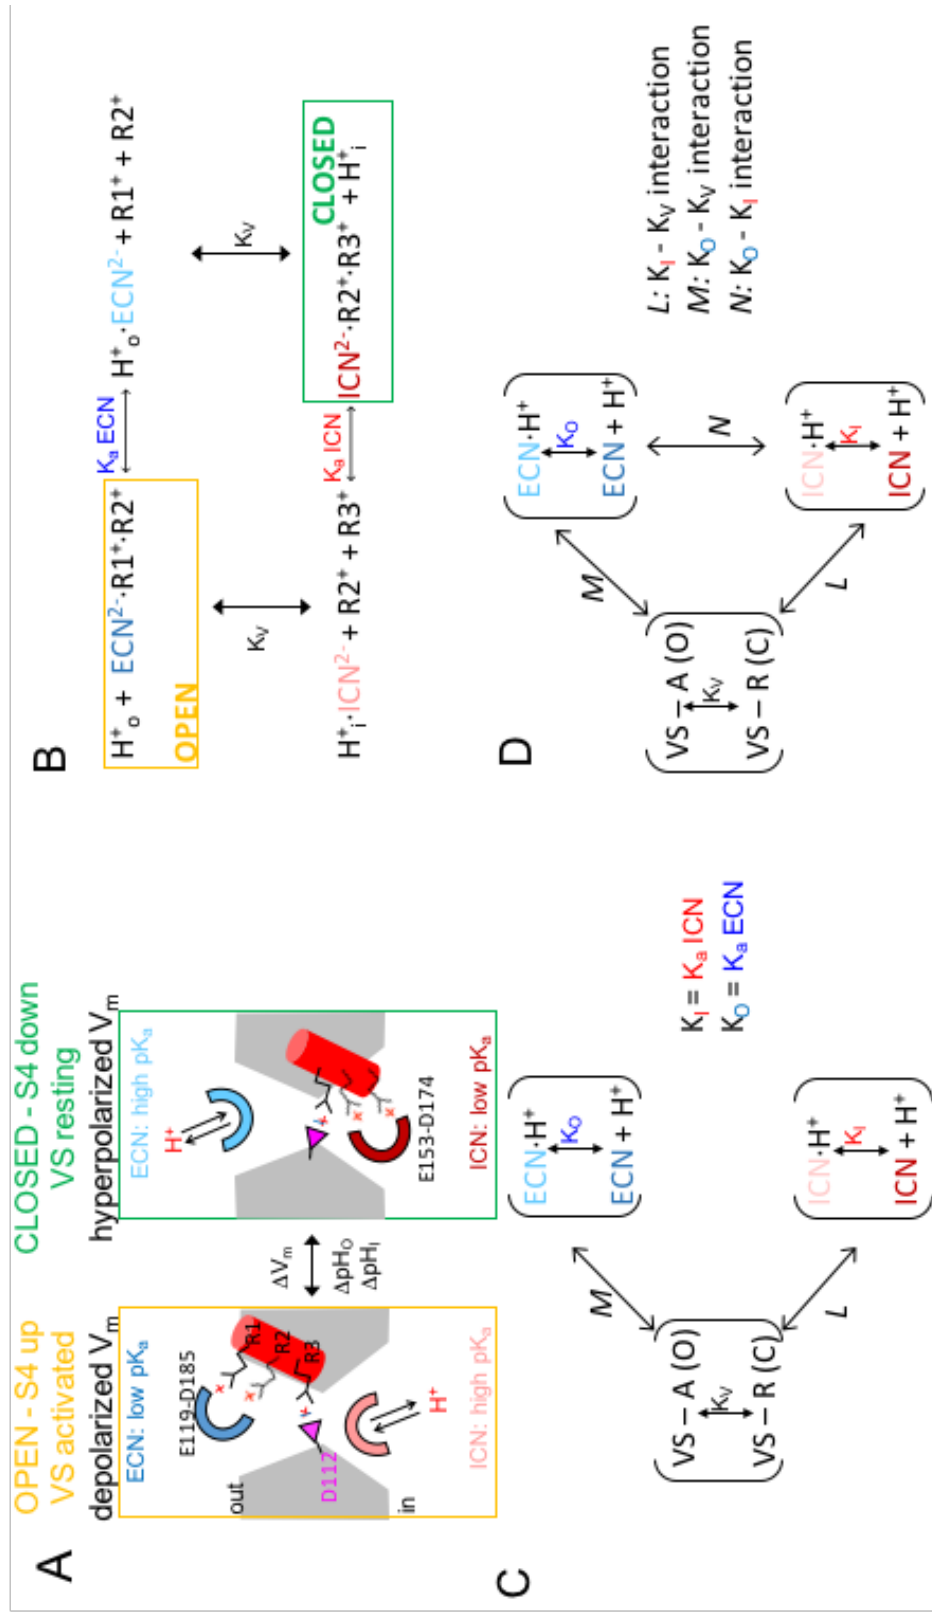 A
OPEN - S4 up
VS activated
depolarized Vm
CLOSED - S4 down
VS resting
hyperpolarized Vm
ECN: low pKa
E119-D185
out
R1
R2
R3
D112
in
H+
ICN: high pKa
ΔVm
ΔpHO
ΔpHI
ECN: high pKa
H+
E153-D174
ICN: low pKa
B
H+o + ECN2-·R1+·R2+
OPEN
Ka ECN
H+o·ECN2- + R1+ + R2+
KV
KV
H+i·ICN2- + R2+ + R3+
Ka ICN
CLOSED
ICN2-·R2+·R3+ + H+i
C
VS – A (O)
KV
VS – R (C)
M
L
ECN·H+
KO
ECN + H+
ICN·H+
KI
ICN + H+
KI = Ka ICN
KO = Ka ECN
D
VS – A (O)
KV
VS – R (C)
M
L
ECN·H+
KO
ECN + H+
N
ICN·H+
KI
ICN + H+
L: KI - KV interaction
M: KO - KV interaction
N: KO - KI interaction